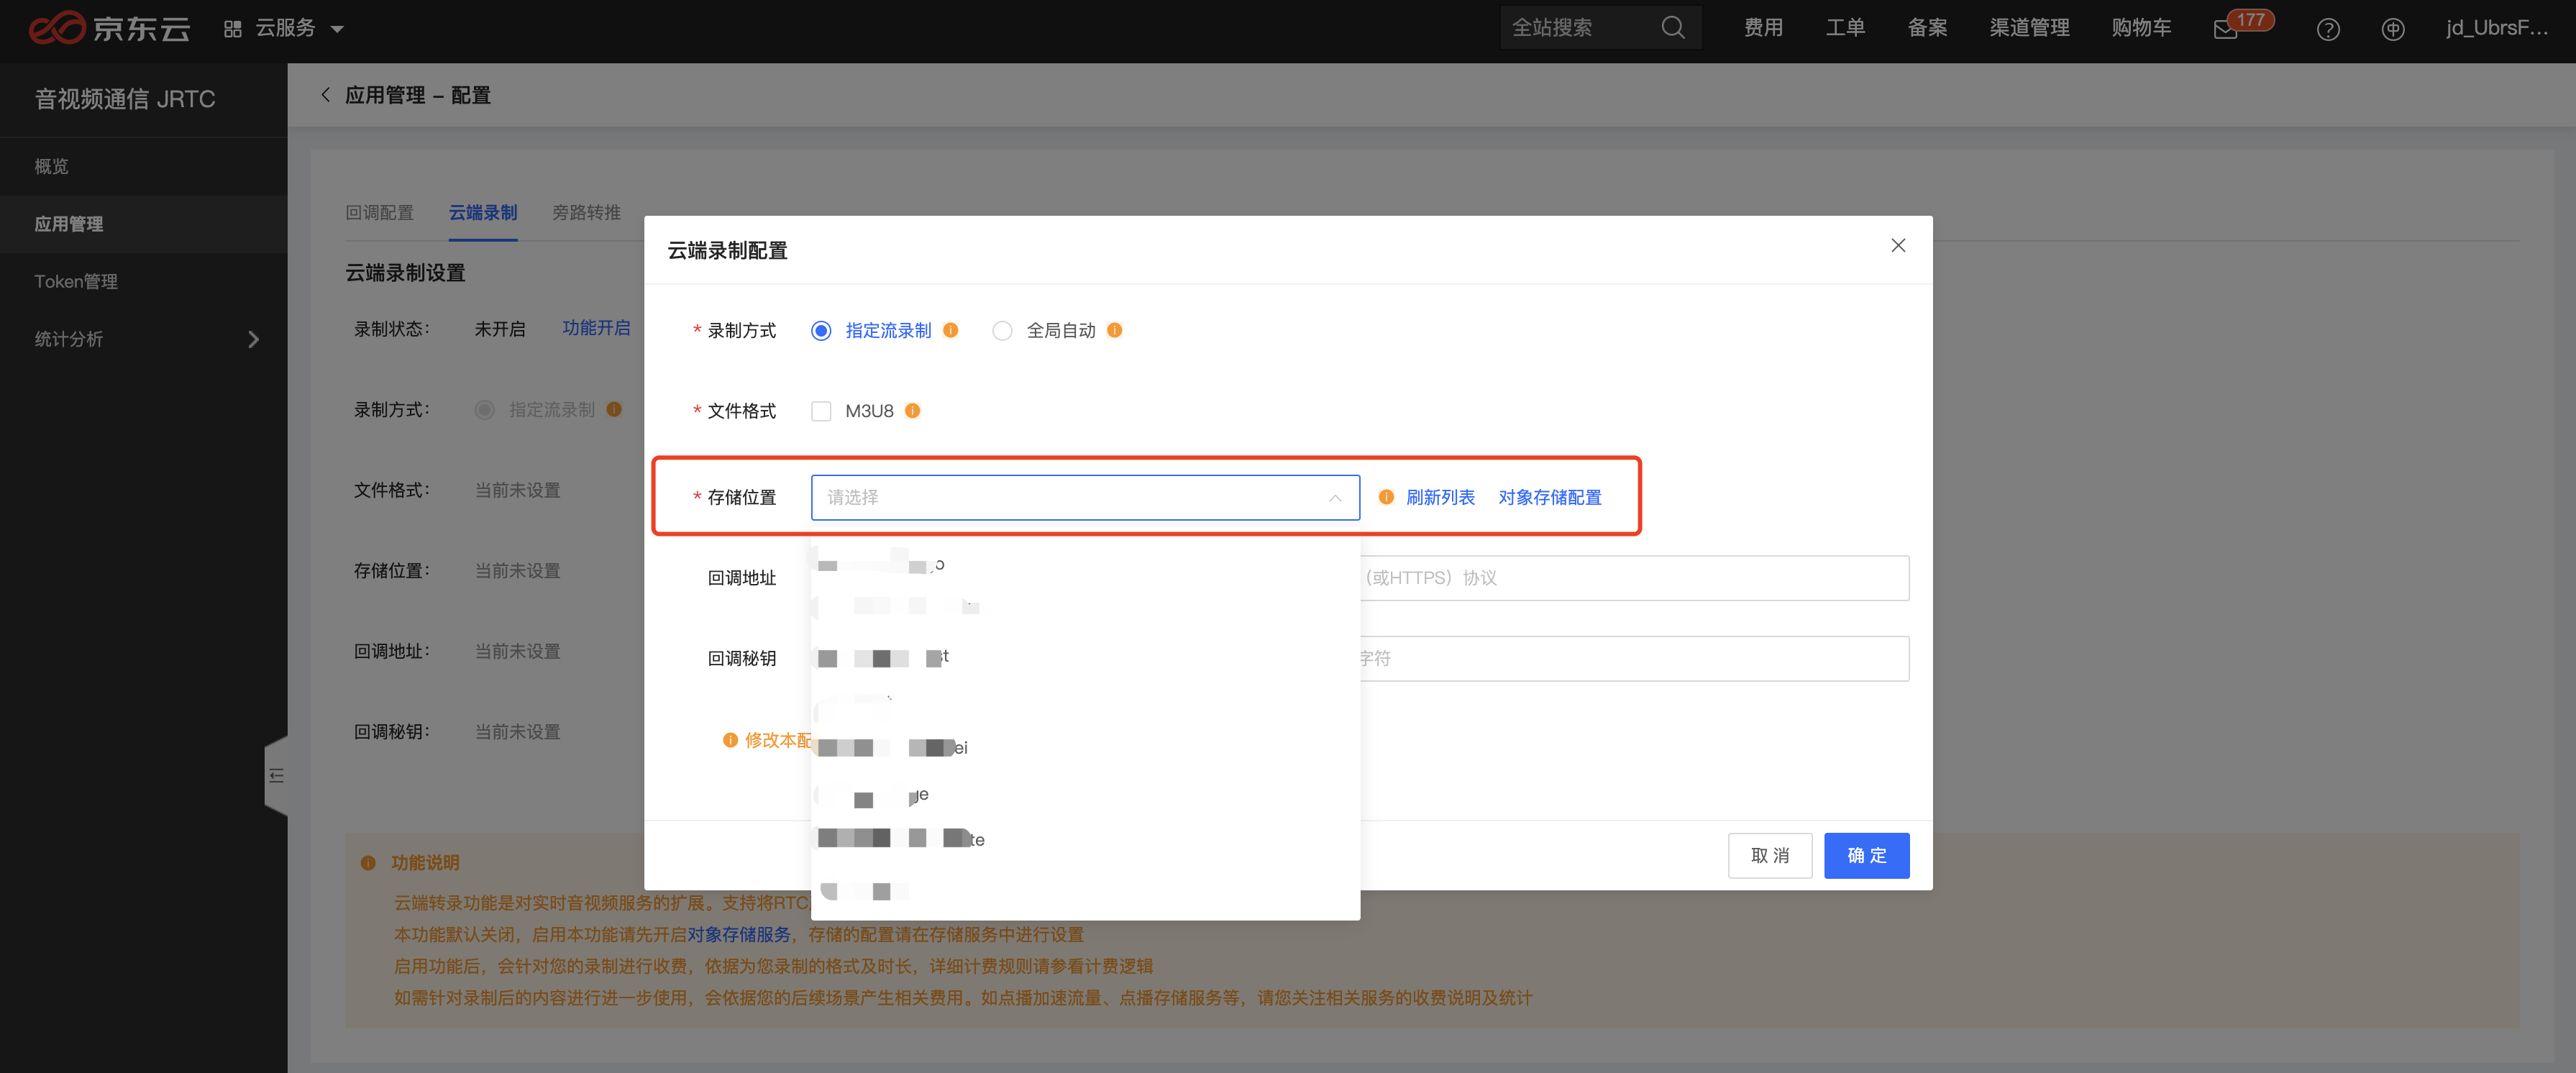 京东云 云服务 全站搜索 费用 工单 备案 渠道管理 购物车 177 jd_UbrsF...
音视频通信 JRTC
概览
应用管理
Token管理
统计分析
应用管理 – 配置
回调配置 云端录制 旁路转推
云端录制设置
录制状态： 未开启 功能开启
录制方式： 指定流录制
文件格式： 当前未设置
存储位置： 当前未设置
回调地址： 当前未设置
回调秘钥： 当前未设置
云端录制配置
* 录制方式 指定流录制 全局自动
* 文件格式 M3U8
* 存储位置 请选择 刷新列表 对象存储配置
回调地址 （或HTTPS）协议
回调秘钥 字符
修改本配
取 消 确 定
功能说明
云端转录功能是对实时音视频服务的扩展。支持将RTC
本功能默认关闭，启用本功能请先开启对象存储服务，存储的配置请在存储服务中进行设置
启用功能后，会针对您的录制进行收费，依据为您录制的格式及时长，详细计费规则请参看计费逻辑
如需针对录制后的内容进行进一步使用，会依据您的后续场景产生相关费用。如点播加速流量、点播存储服务等，请您关注相关服务的收费说明及统计